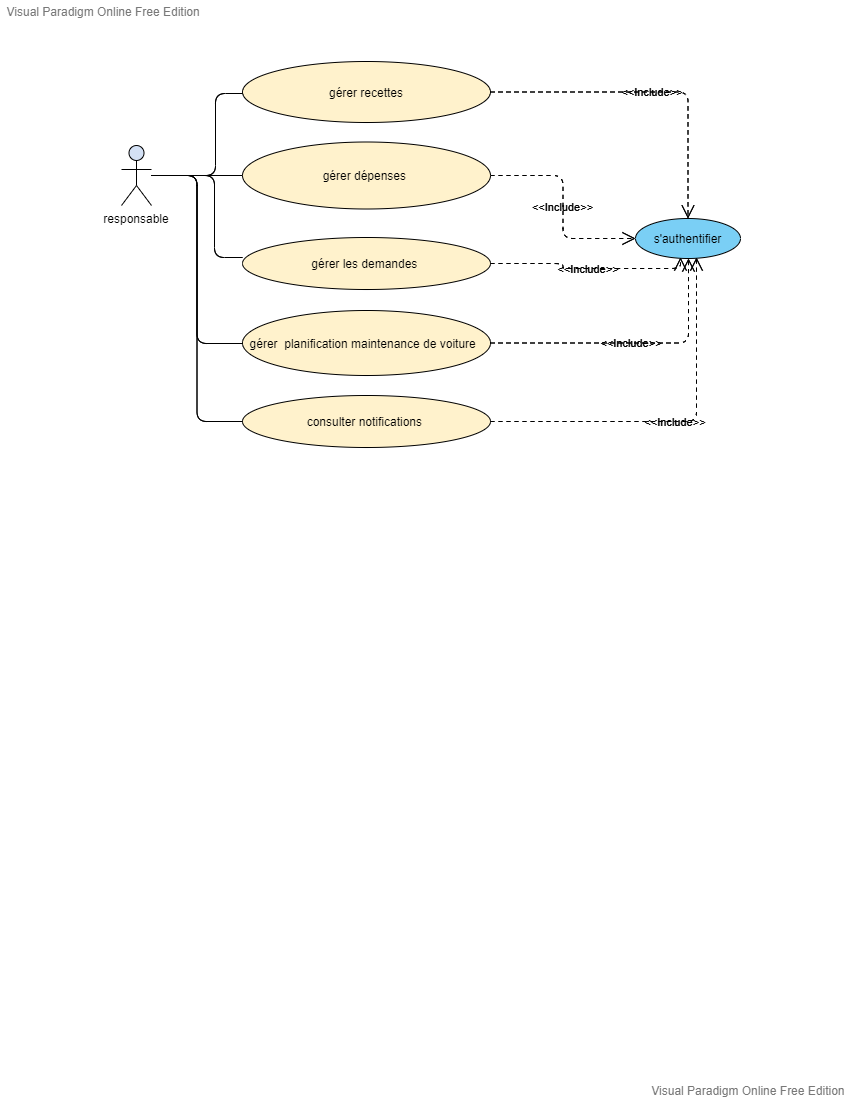 Visual Paradigm Online Free Edition
gérer recettes
<<Include>>
responsable
gérer dépenses
<<Include>>
s'authentifier
gérer les demandes
<<Include>>
gérer  planification maintenance de voiture
<<Include>>
consulter notifications
<<Include>>
Visual Paradigm Online Free Edition